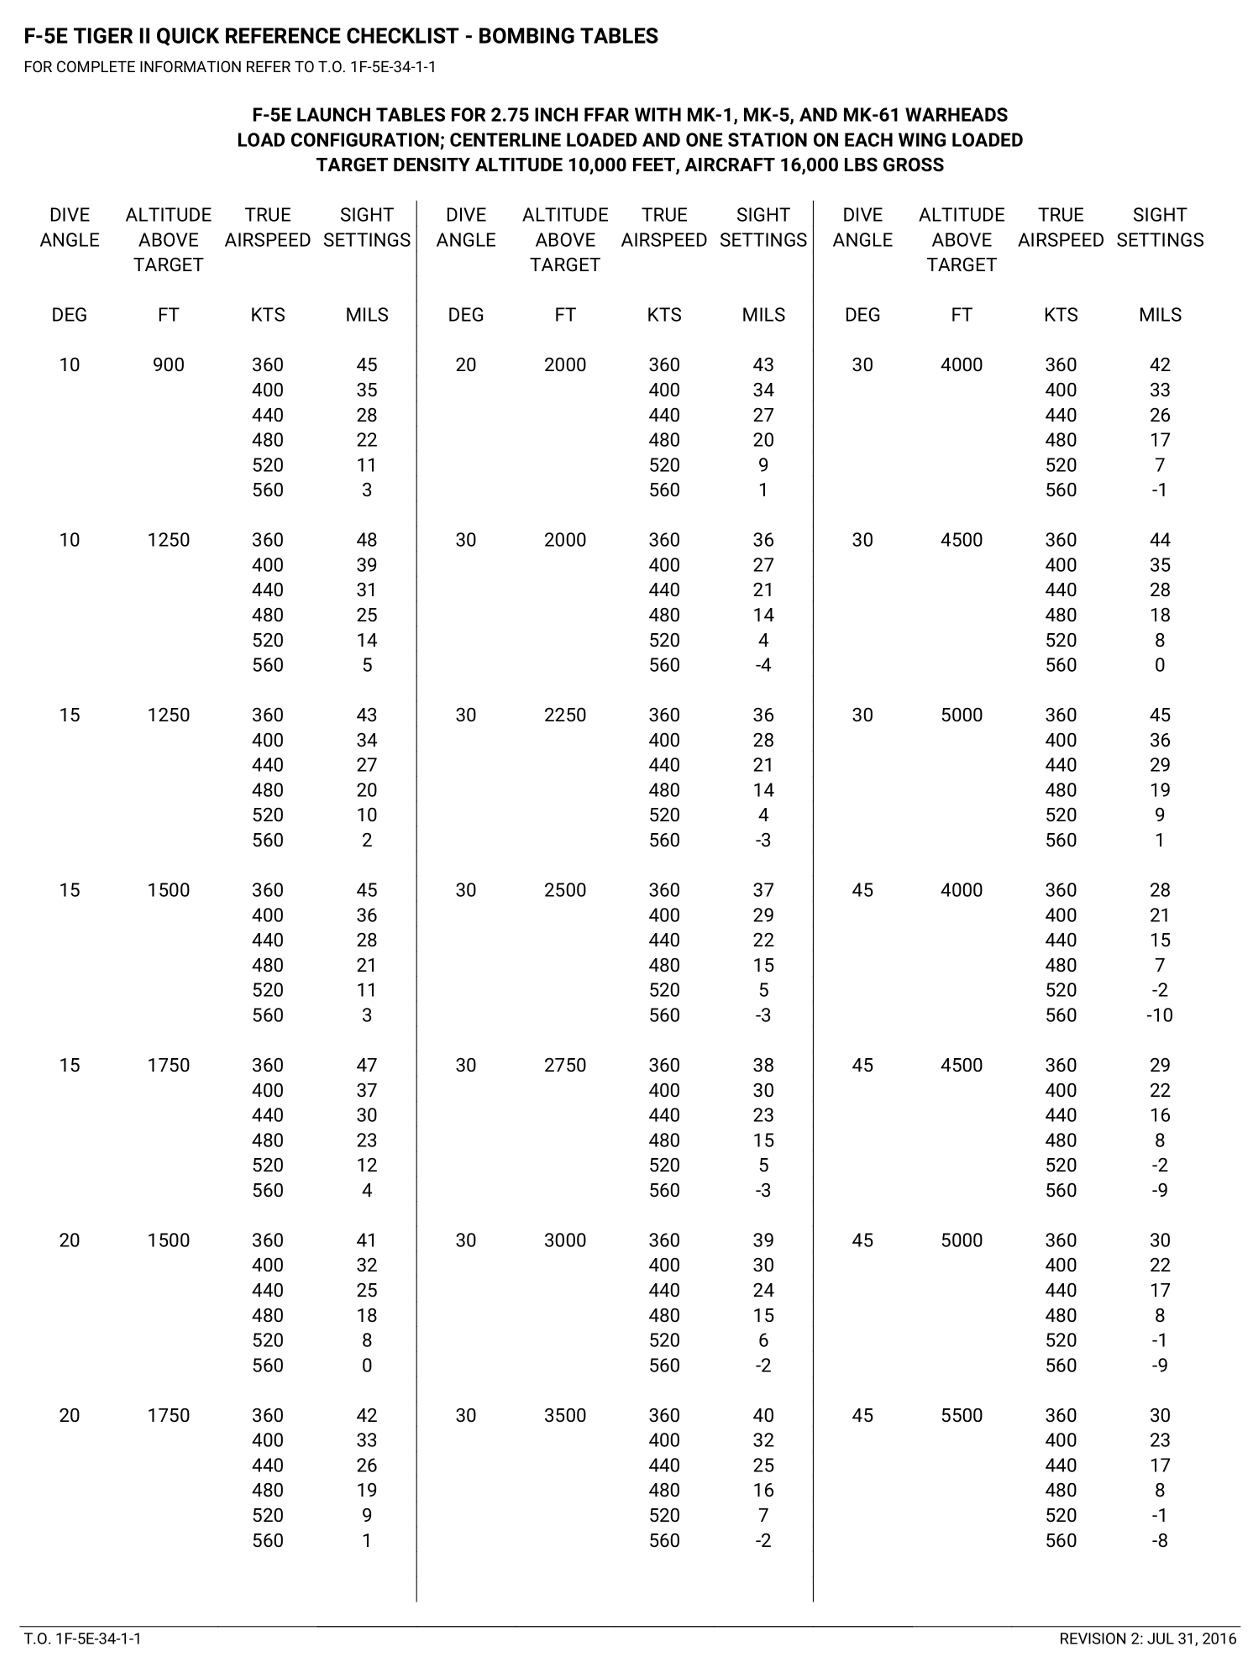 F-5E TIGER II QUICK REFERENCE CHECKLIST - BOMBING TABLES
FOR COMPLETE INFORMATION REFER TO T.O. 1F-5E-34-1-1
F-5E LAUNCH TABLES FOR 2.75 INCH FFAR WITH MK-1, MK-5, AND MK-61 WARHEADS
LOAD CONFIGURATION; CENTERLINE LOADED AND ONE STATION ON EACH WING LOADED
TARGET DENSITY ALTITUDE 10,000 FEET, AIRCRAFT 16,000 LBS GROSS
DIVE ALTITUDE TRUE SIGHT DIVE ALTITUDE TRUE SIGHT DIVE ALTITUDE TRUE SIGHT
ANGLE ABOVE AIRSPEED SETTINGS ANGLE ABOVE AIRSPEED SETTINGS ANGLE ABOVE AIRSPEED SETTINGS
TARGET TARGET TARGET
DEG FT KTS MILS DEG FT KTS MILS DEG FT KTS MILS
10 900 360 45 20 2000 360 43 30 4000 360 42
400 35 400 34 400 33
440 28 440 27 440 26
480 22 480 20 480 17
520 11 520 9 520 7
560 3 560 1 560 -1
10 1250 360 48 30 2000 360 36 30 4500 360 44
400 39 400 27 400 35
440 31 440 21 440 28
480 25 480 14 480 18
520 14 520 4 520 8
560 5 560 -4 560 0
15 1250 360 43 30 2250 360 36 30 5000 360 45
400 34 400 28 400 36
440 27 440 21 440 29
480 20 480 14 480 19
520 10 520 4 520 9
560 2 560 -3 560 1
15 1500 360 45 30 2500 360 37 45 4000 360 28
400 36 400 29 400 21
440 28 440 22 440 15
480 21 480 15 480 7
520 11 520 5 520 -2
560 3 560 -3 560 -10
15 1750 360 47 30 2750 360 38 45 4500 360 29
400 37 400 30 400 22
440 30 440 23 440 16
480 23 480 15 480 8
520 12 520 5 520 -2
560 4 560 -3 560 -9
20 1500 360 41 30 3000 360 39 45 5000 360 30
400 32 400 30 400 22
440 25 440 24 440 17
480 18 480 15 480 8
520 8 520 6 520 -1
560 0 560 -2 560 -9
20 1750 360 42 30 3500 360 40 45 5500 360 30
400 33 400 32 400 23
440 26 440 25 440 17
480 19 480 16 480 8
520 9 520 7 520 -1
560 1 560 -2 560 -8
T.O. 1F-5E-34-1-1 REVISION 2: JUL 31, 2016